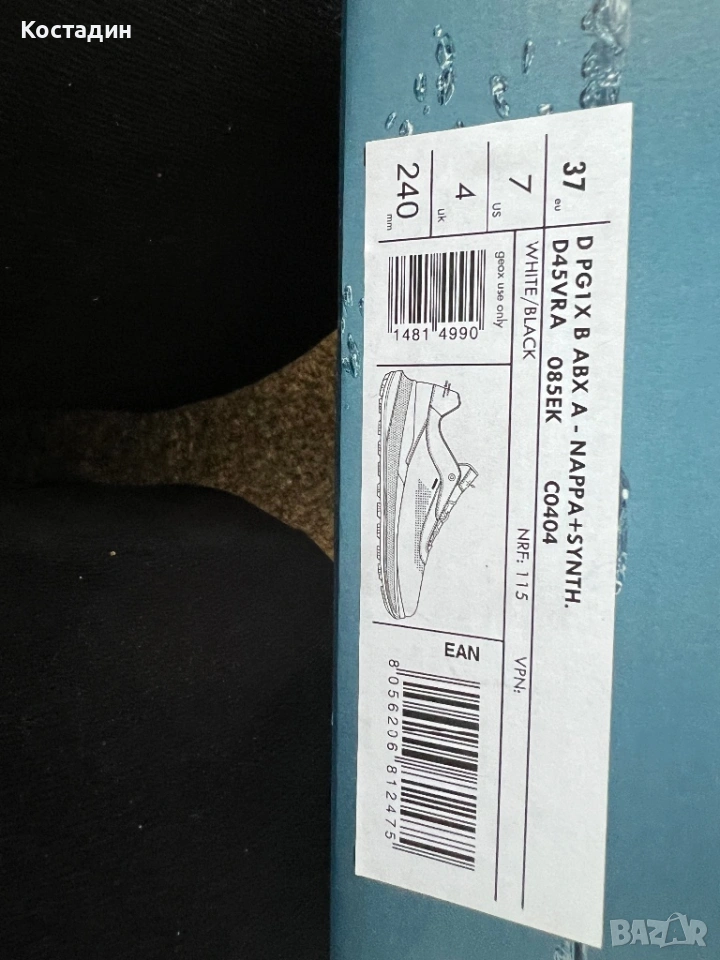 Костадин
37 eu
7 US
4 uk
240 mm
D PG1X B ABX A - NAPPA+SYNTH.
D45VRA 085EK C0404
WHITE/BLACK NRF: 115 VPN:
geox use only
1481 4990
EAN
8 056206 812475
BAZAR